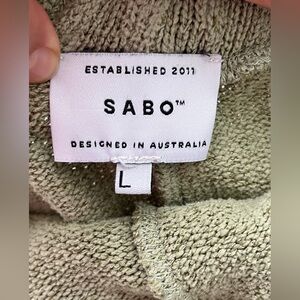 ESTABLISHED 2011
SABO™
DESIGNED IN AUSTRALIA
L